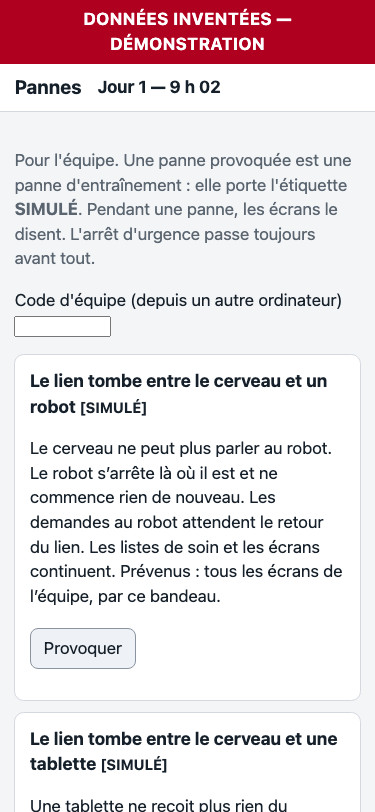 DONNÉES INVENTÉES —
DÉMONSTRATION
Pannes Jour 1 — 9 h 02
Pour l'équipe. Une panne provoquée est une
panne d'entraînement : elle porte l'étiquette
SIMULÉ. Pendant une panne, les écrans le
disent. L'arrêt d'urgence passe toujours
avant tout.
Code d'équipe (depuis un autre ordinateur)
Le lien tombe entre le cerveau et un
robot [SIMULÉ]
Le cerveau ne peut plus parler au robot.
Le robot s’arrête là où il est et ne
commence rien de nouveau. Les
demandes au robot attendent le retour
du lien. Les listes de soin et les écrans
continuent. Prévenus : tous les écrans de
l’équipe, par ce bandeau.
Provoquer
Le lien tombe entre le cerveau et une
tablette [SIMULÉ]
Une tablette ne reçoit plus rien du